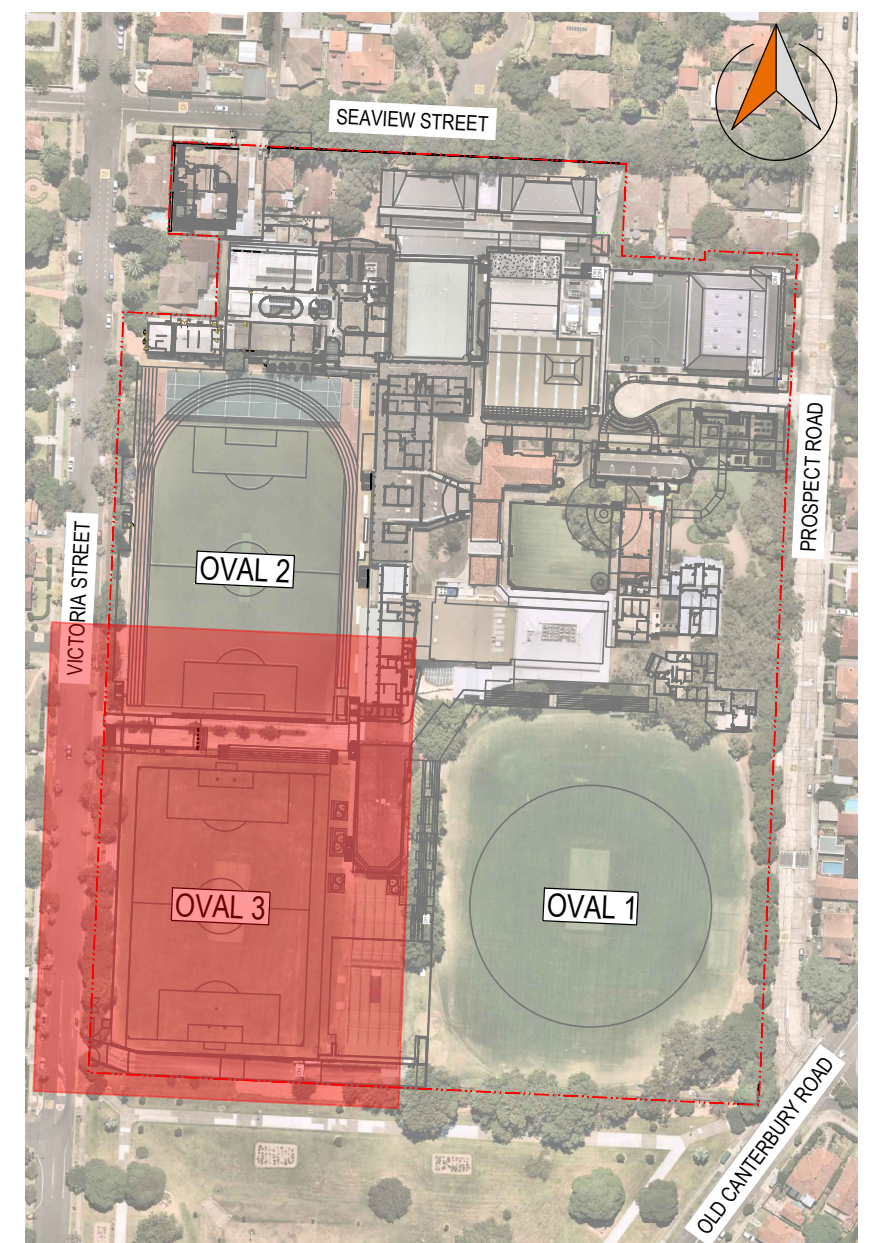 SEAVIEW STREET
PROSPECT ROAD
OVAL 2
VICTORIA STREET
OVAL 3
OVAL 1
OLD CANTERBURY ROAD